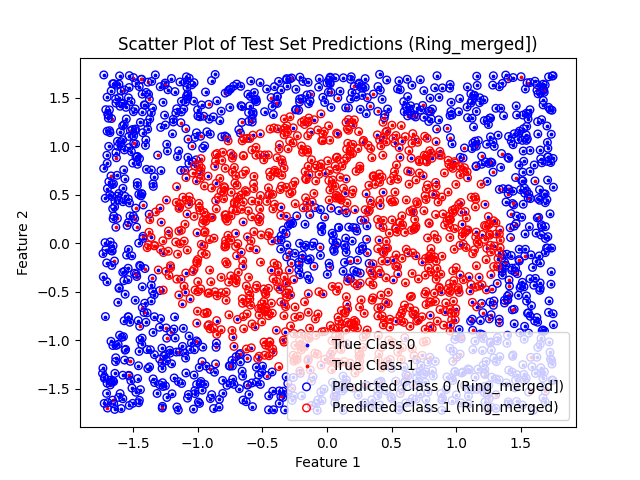 Scatter Plot of Test Set Predictions (Ring_merged])
1.5
1.0
0.5
0.0
−0.5
−1.0
−1.5
Feature 2
True Class 0
True Class 1
Predicted Class 0 (Ring_merged])
Predicted Class 1 (Ring_merged)
−1.5 −1.0 −0.5 0.0 0.5 1.0 1.5
Feature 1